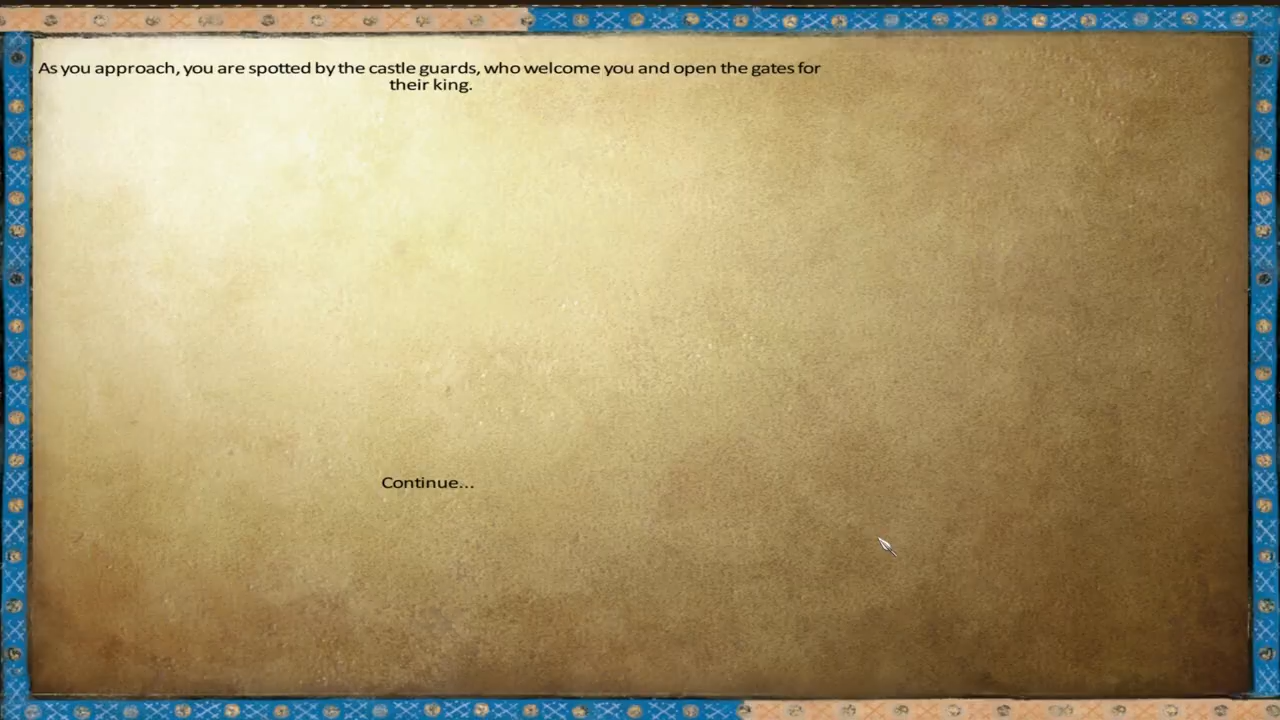 As you approach, you are spotted by the castle guards, who welcome you and open the gates for
their king.
Continue...